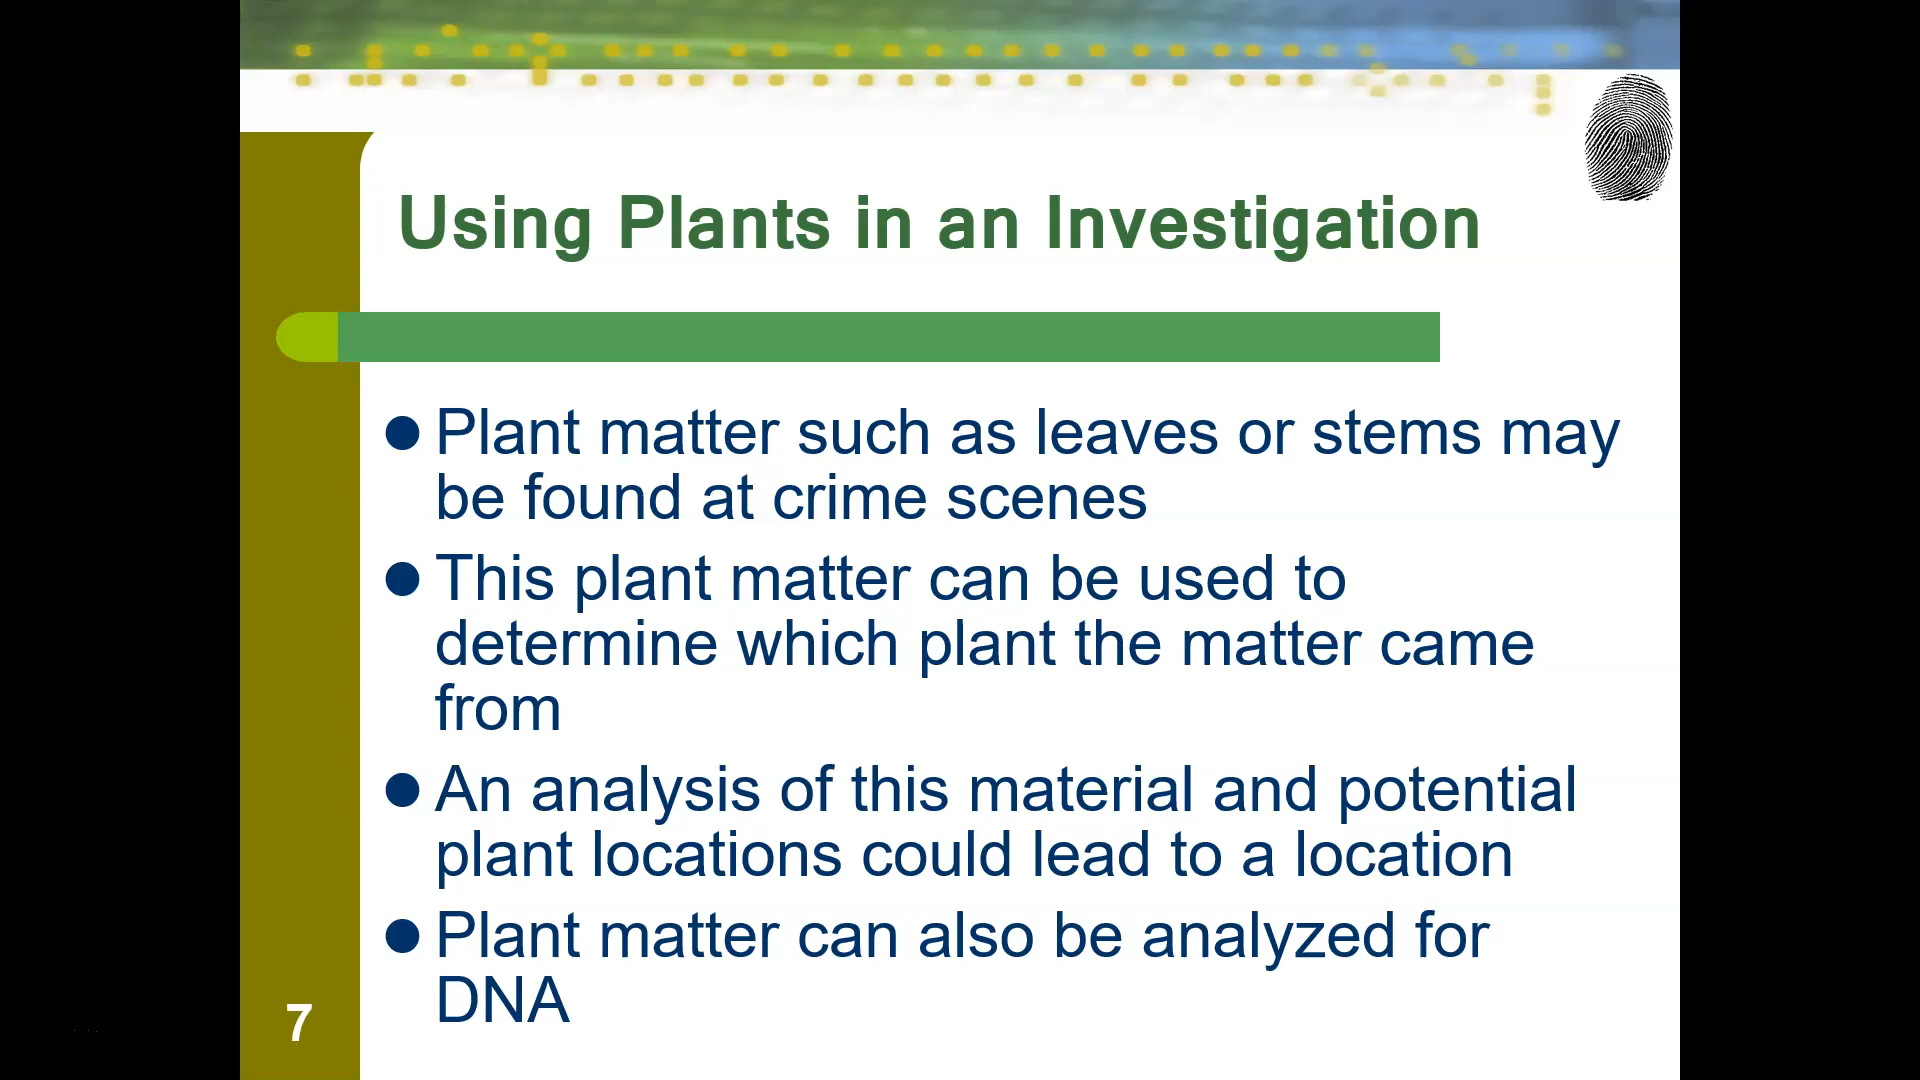 Using Plants in an Investigation
Plant matter such as leaves or stems may
be found at crime scenes
This plant matter can be used to
determine which plant the matter came
from
An analysis of this material and potential
plant locations could lead to a location
Plant matter can also be analyzed for
DNA
7